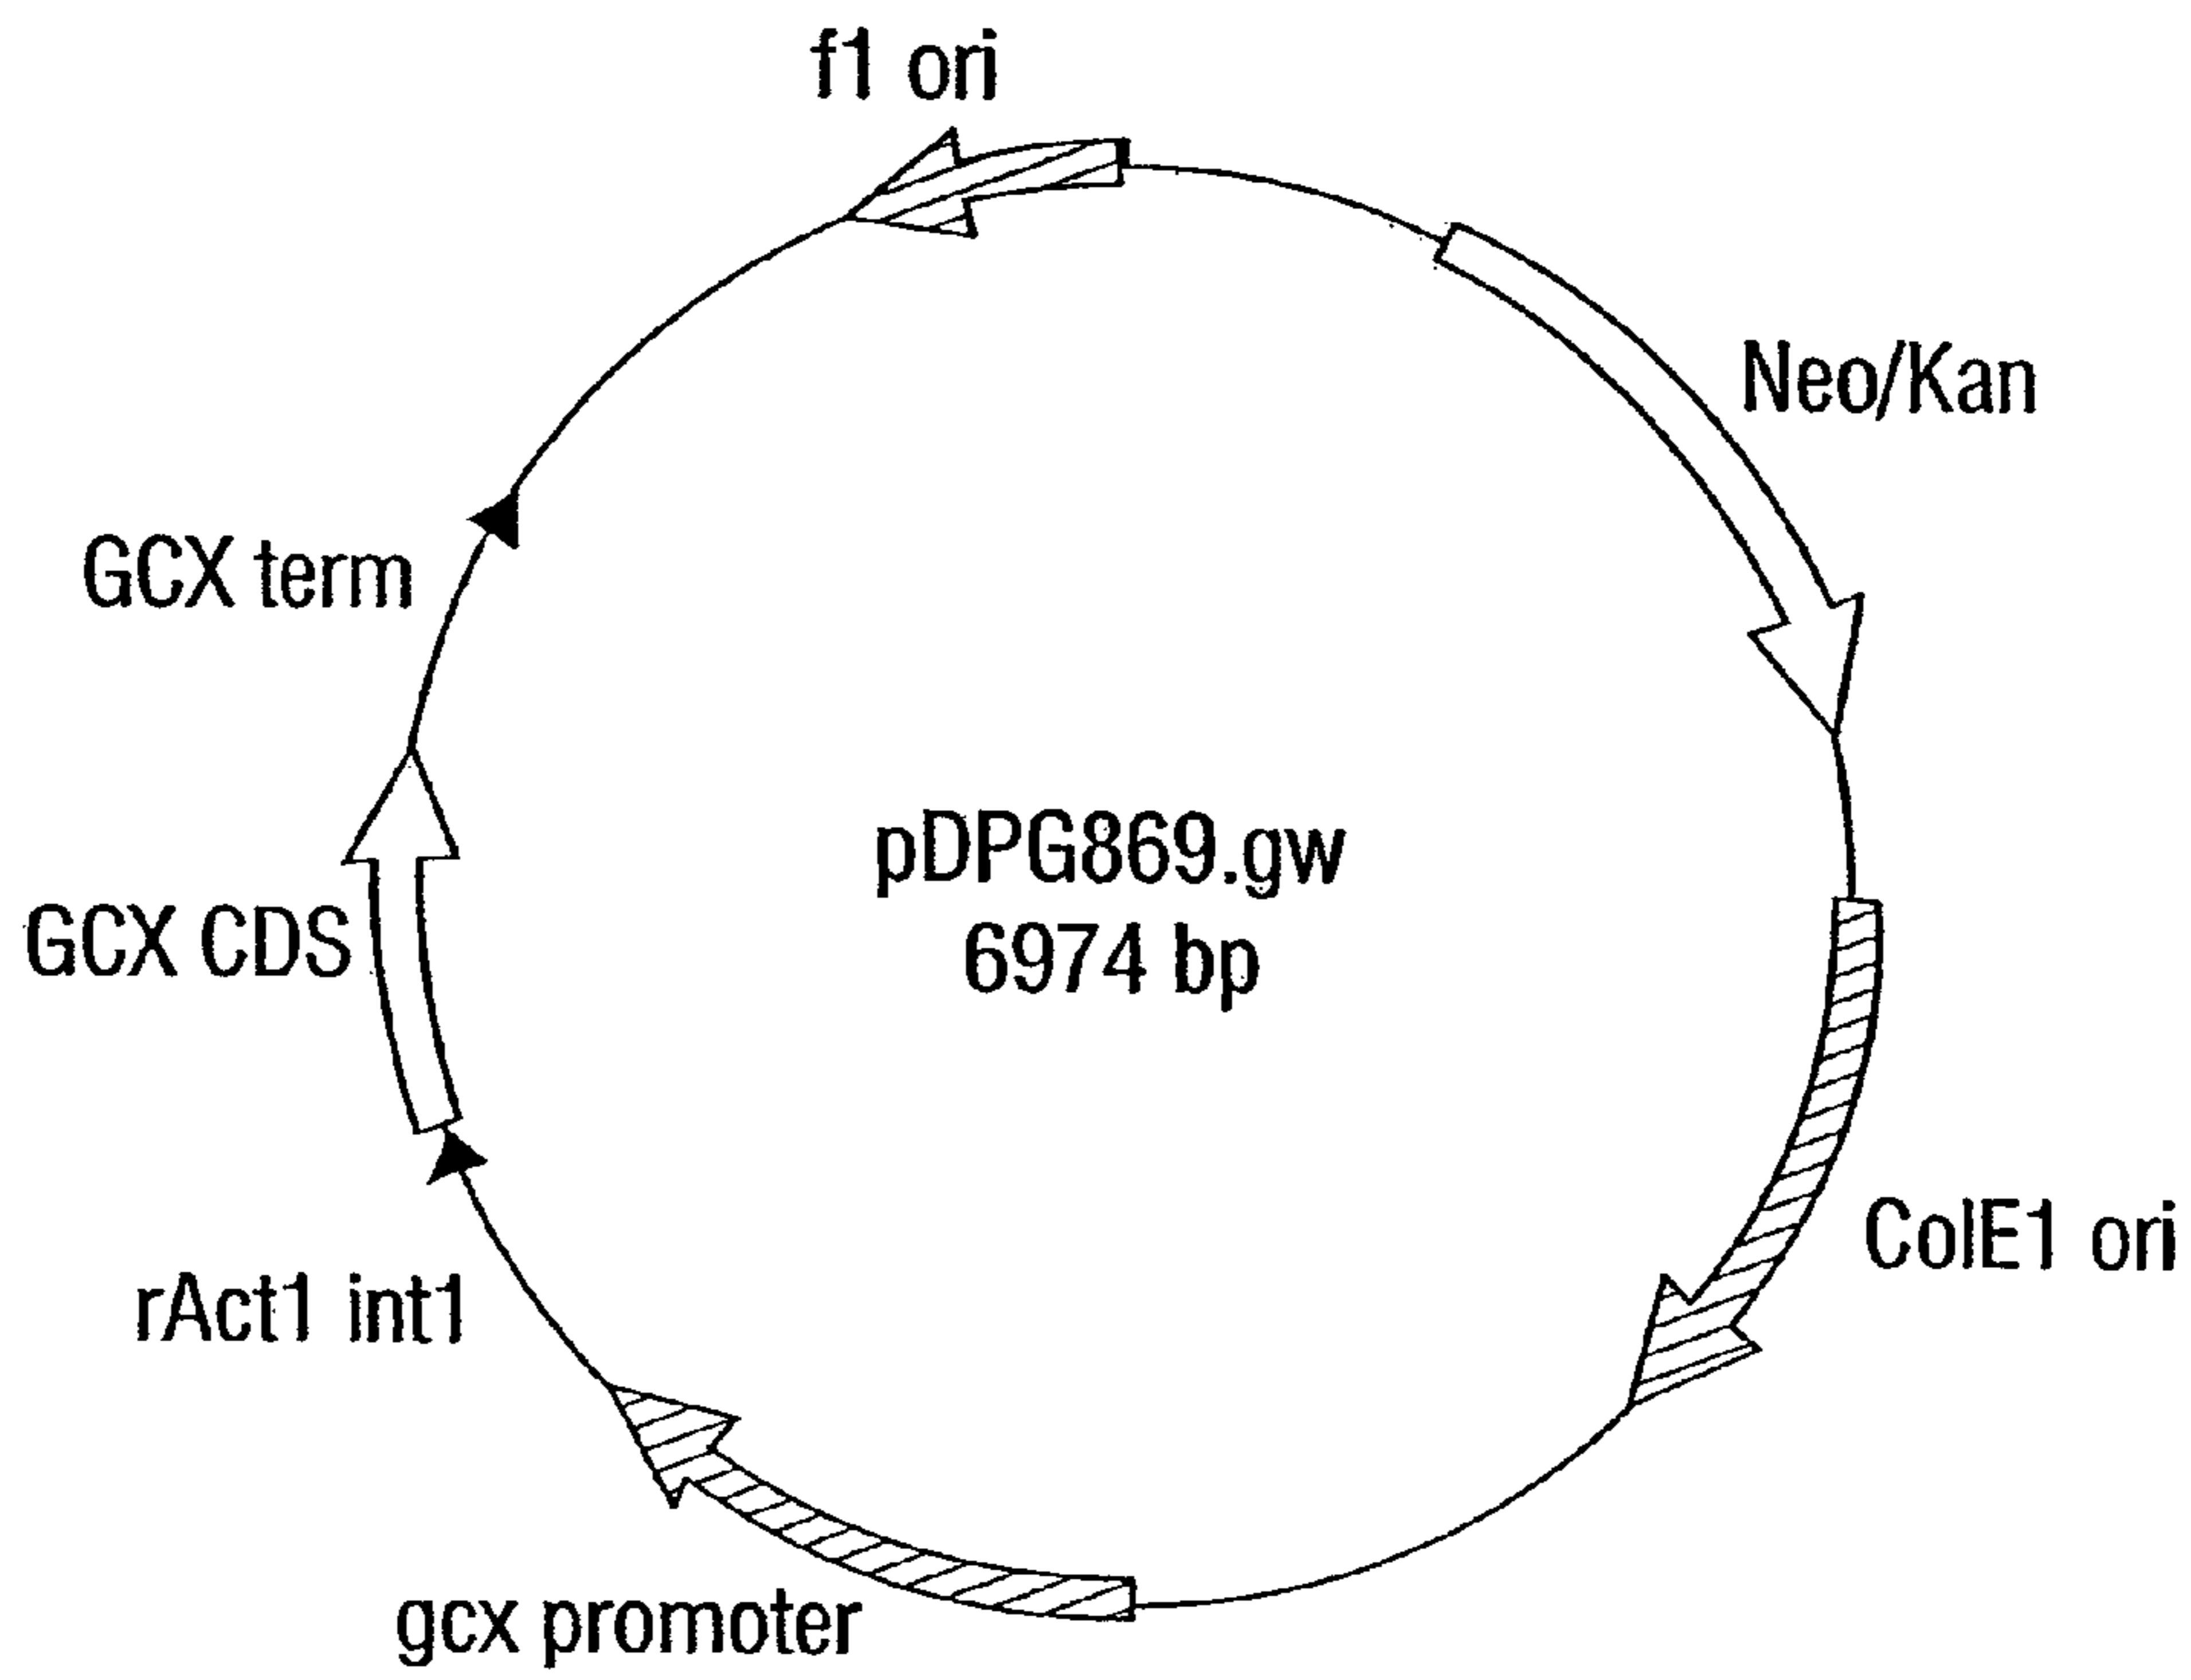 f1 ori
Neo/Kan
GCX term
pDPG869.gw
6974 bp
GCX CDS
ColE1 ori
rAct1 int1
gcx promoter